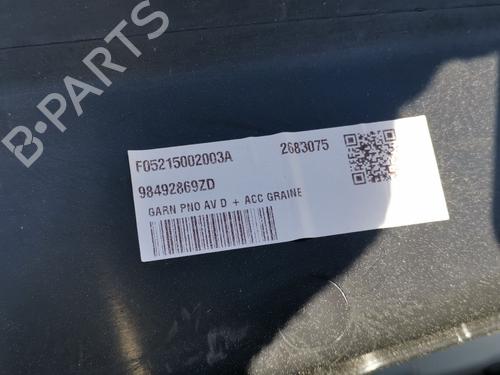 B-PARTS
F05215002003A 2683075
98492869ZD
GARN PNO AV D + ACC GRAINE